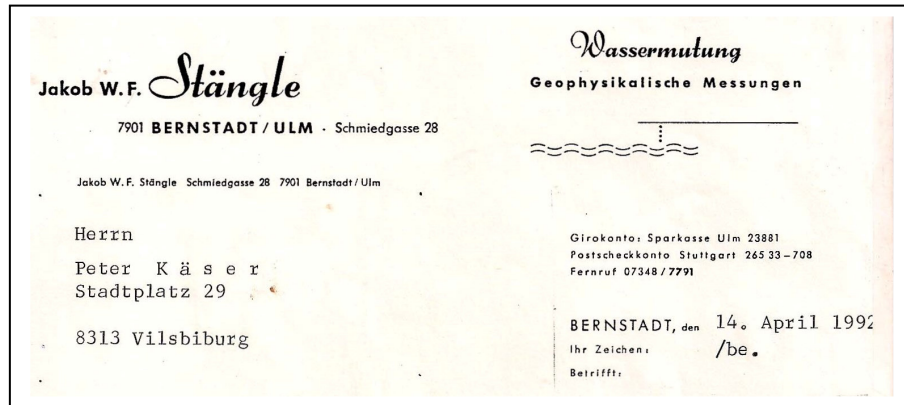 Jakob W. F. Stängle
7901 BERNSTADT / ULM · Schmiedgasse 28
Jakob W. F. Stängle Schmiedgasse 28 7901 Bernstadt / Ulm
Herrn
Peter K ä s e r
Stadtplatz 29
8313 Vilsbiburg
Wassermutung
Geophysikalische Messungen
Girokonto: Sparkasse Ulm 23881
Postscheckkonto Stuttgart 265 33 – 708
Fernruf 07348 / 7791
BERNSTADT, den 14. April 1992
Ihr Zeichen: /be.
Betrifft: